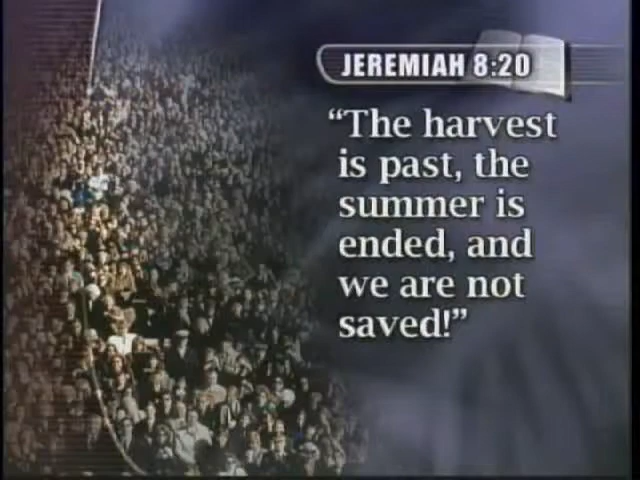 JEREMIAH 8:20
“The harvest
is past, the
summer is
ended, and
we are not
saved!”